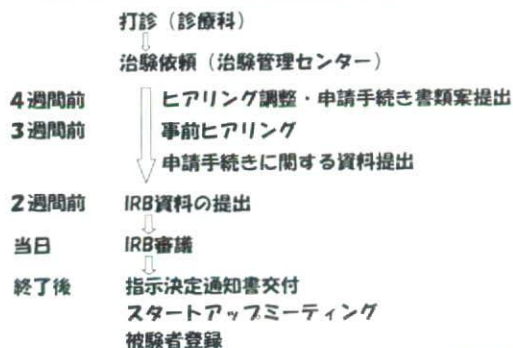 打診（診療科）
治験依頼（治験管理センター）
4週間前 ヒアリング調整・申請手続き書類案提出
3週間前 事前ヒアリング
申請手続きに関する資料提出
2週間前 IRB資料の提出
当日 IRB審議
終了後 指示決定通知書交付
スタートアップミーティング
被験者登録